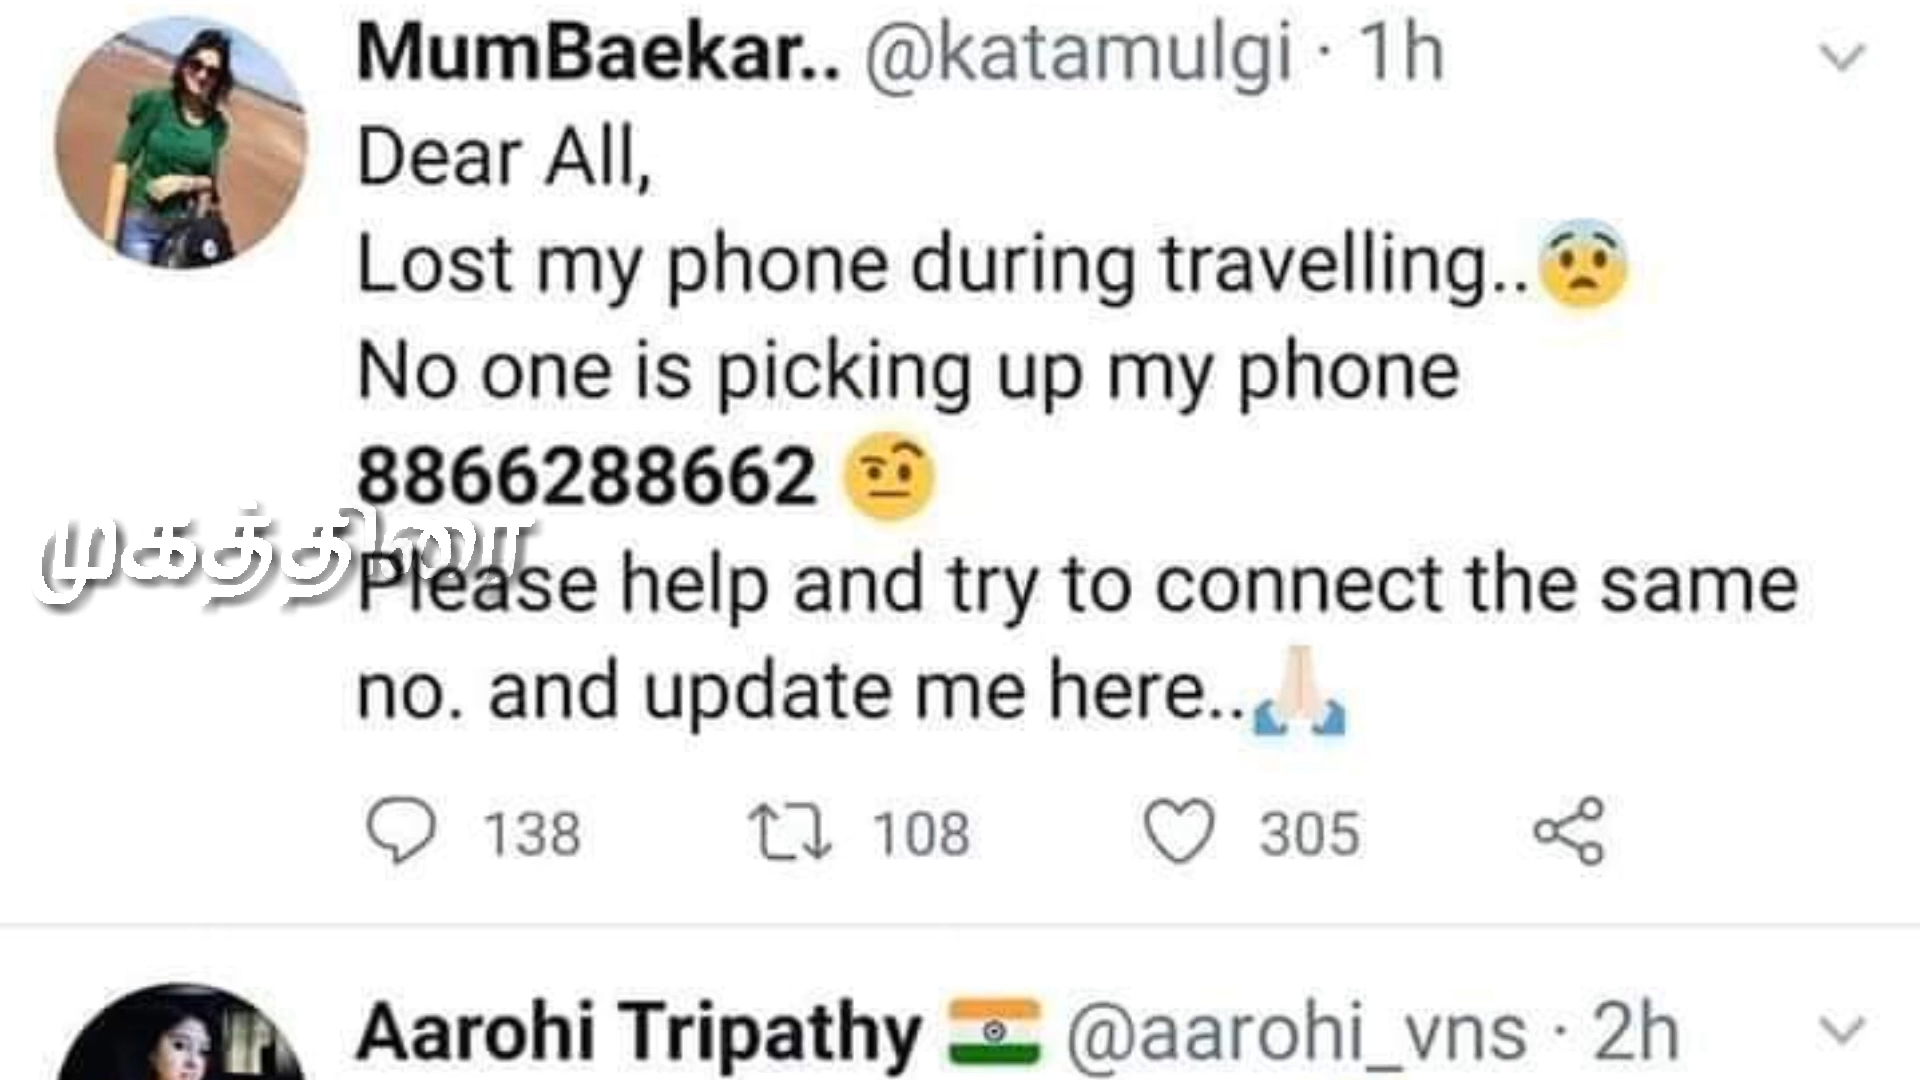 MumBaekar.. @katamulgi · 1h
Dear All,
Lost my phone during travelling..😨
No one is picking up my phone
8866288662 🤨
முகத்திரை
Please help and try to connect the same
no. and update me here..🙏🏻
138 108 305
Aarohi Tripathy 🇮🇳 @aarohi_vns · 2h